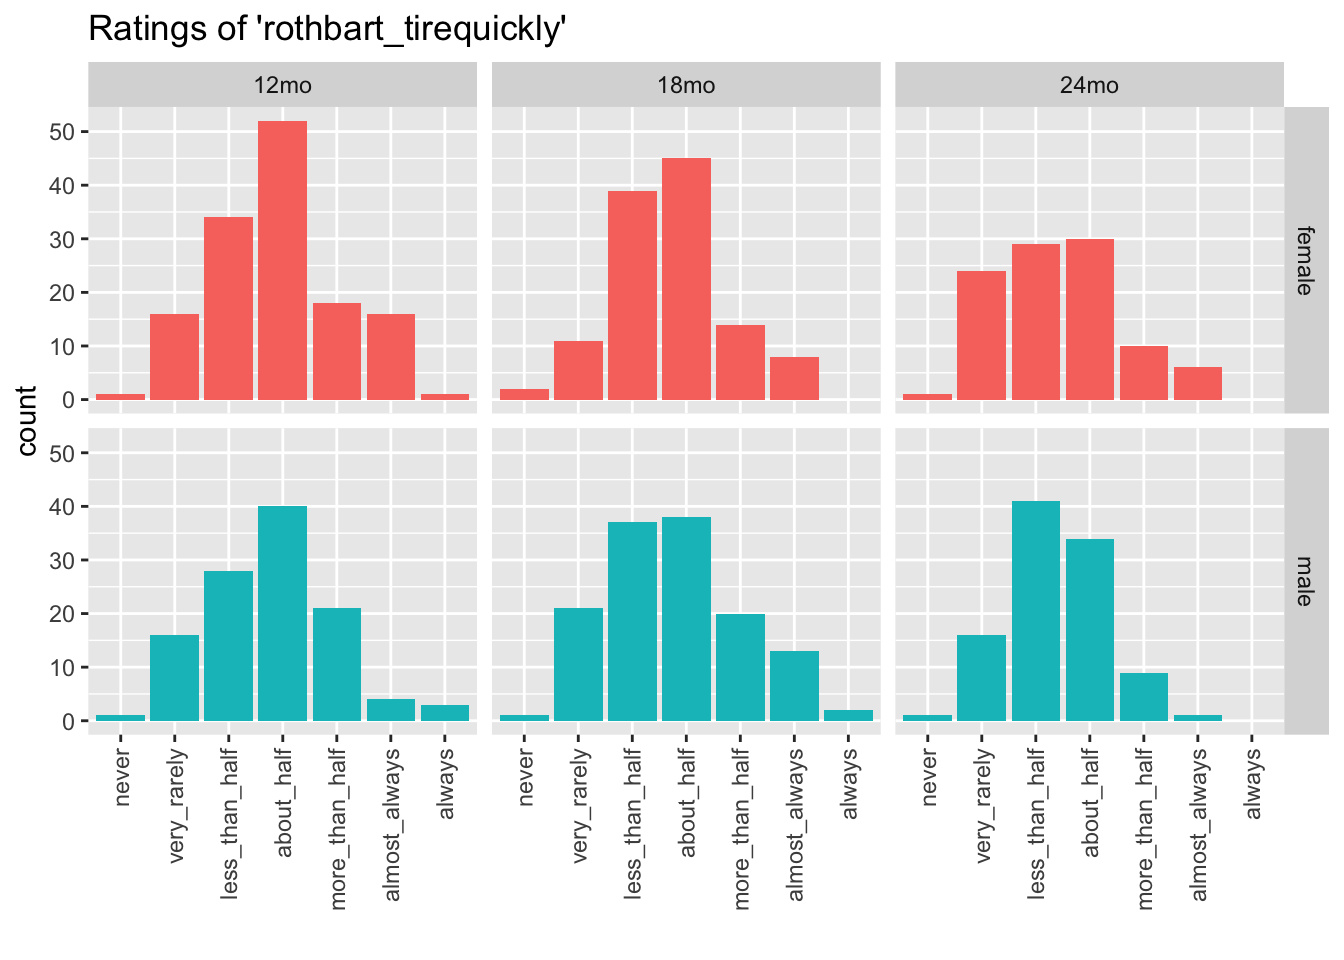 Ratings of 'rothbart_tirequickly'
12mo
18mo
24mo
50
40
30
20
10
0
female
count
50
40
30
20
10
0
male
never
very_rarely
less_than_half
about_half
more_than_half
almost_always
always
never
very_rarely
less_than_half
about_half
more_than_half
almost_always
always
never
very_rarely
less_than_half
about_half
more_than_half
almost_always
always